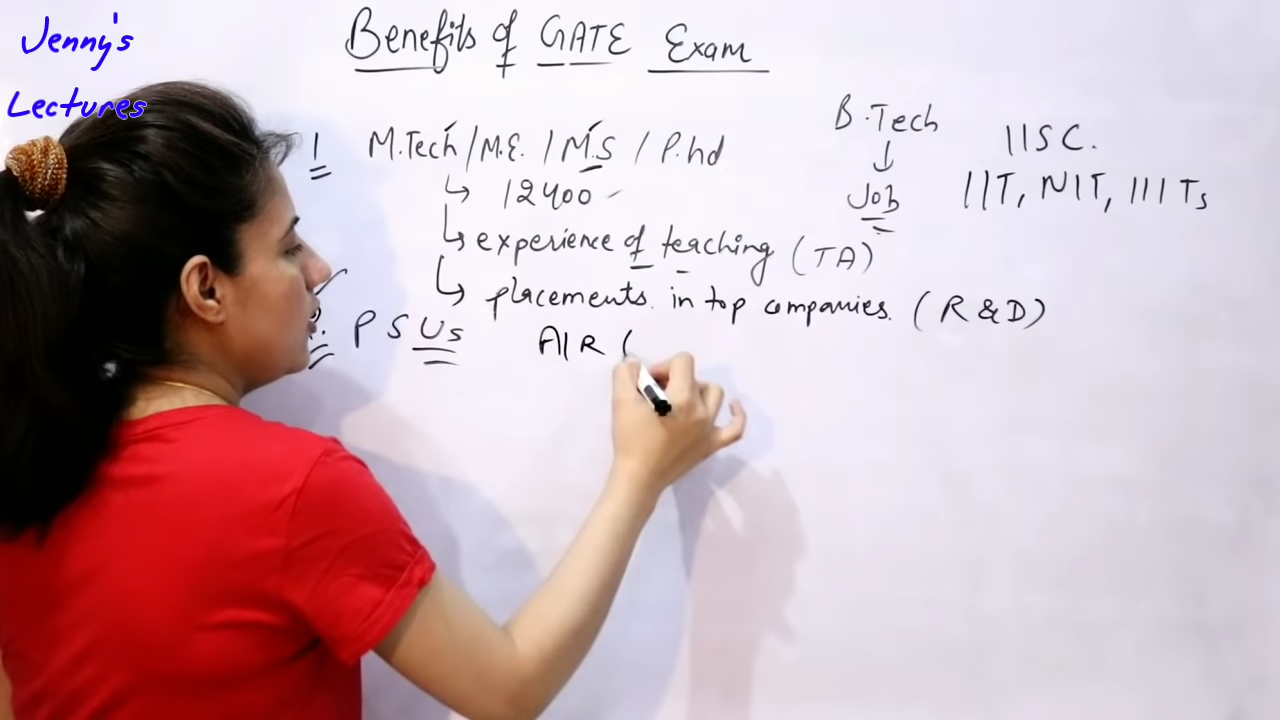 Jenny's
Lectures
Benefits of GATE Exam
1 M.Tech / M.E. / M.S / P.hd
↳ 12400
↳ experience of teaching (TA)
↳ placements in top companies. (R & D)
PSUs AIR (
B.Tech
↓
JOB
IISC.
IIT, NIT, IIITs